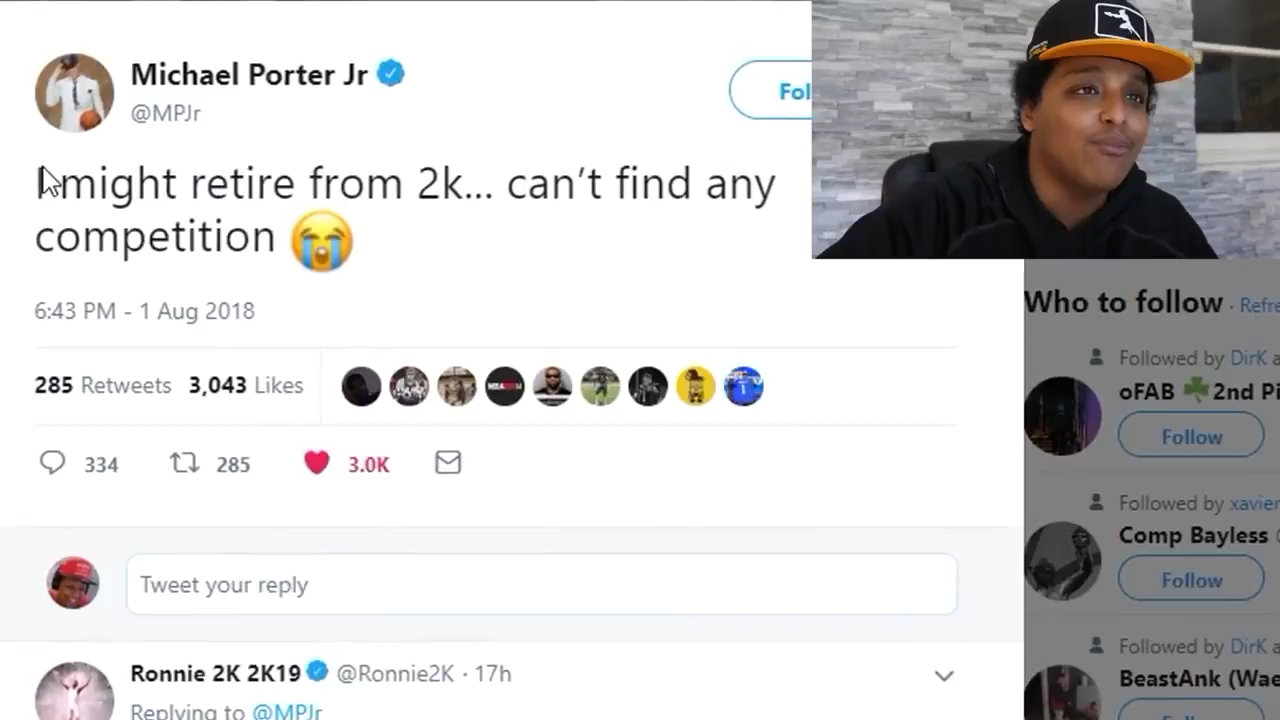 Michael Porter Jr
@MPJr
Fol
I might retire from 2k... can’t find any
competition 😭
6:43 PM - 1 Aug 2018
285 Retweets 3,043 Likes
334 285 3.0K
Tweet your reply
Ronnie 2K 2K19 @Ronnie2K · 17h
Replying to @MPJr
Who to follow · Refre
Followed by DirK a
oFAB ☘️2nd Pi
Follow
Followed by xavier
Comp Bayless
Follow
Followed by DirK a
BeastAnk (Wae